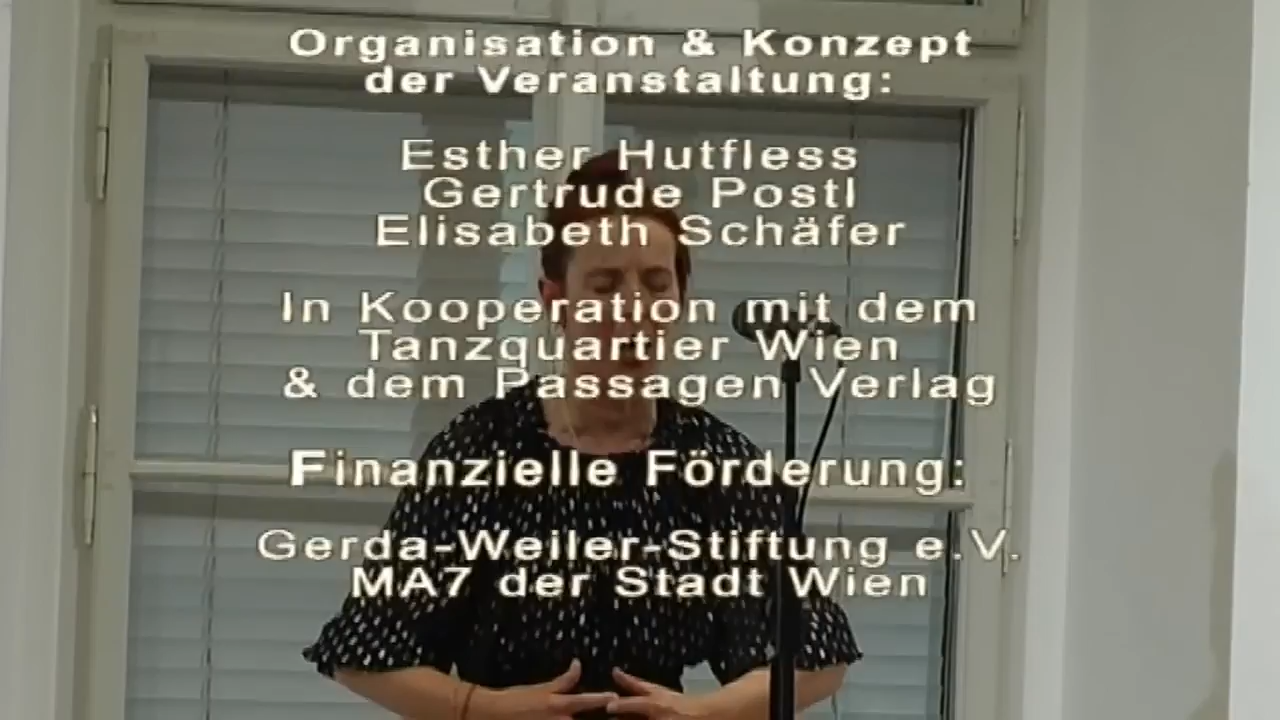 Organisation & Konzept
der Veranstaltung:
Esther Hutfless
Gertrude Postl
Elisabeth Schäfer
In Kooperation mit dem
Tanzquartier Wien
& dem Passagen Verlag
Finanzielle Förderung:
Gerda-Weiler-Stiftung e.V.
MA7 der Stadt Wien